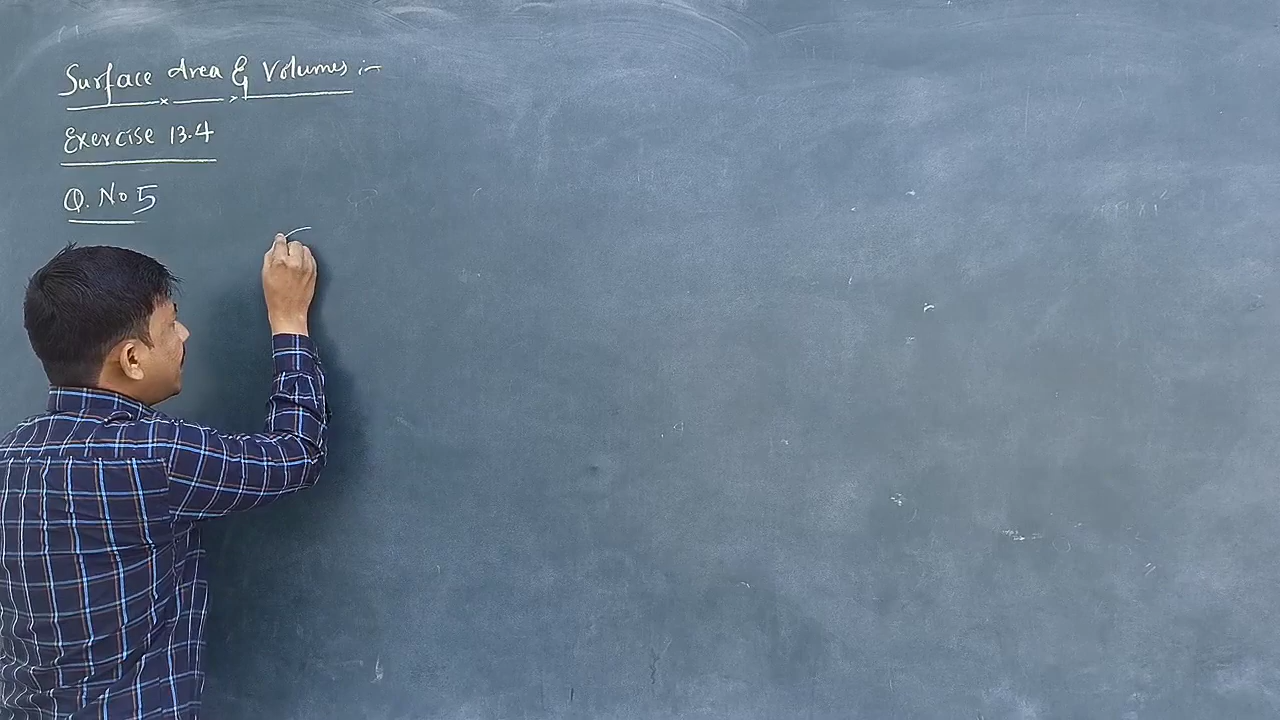 Surface Area & Volumes :-
Exercise 13.4
Q. No 5